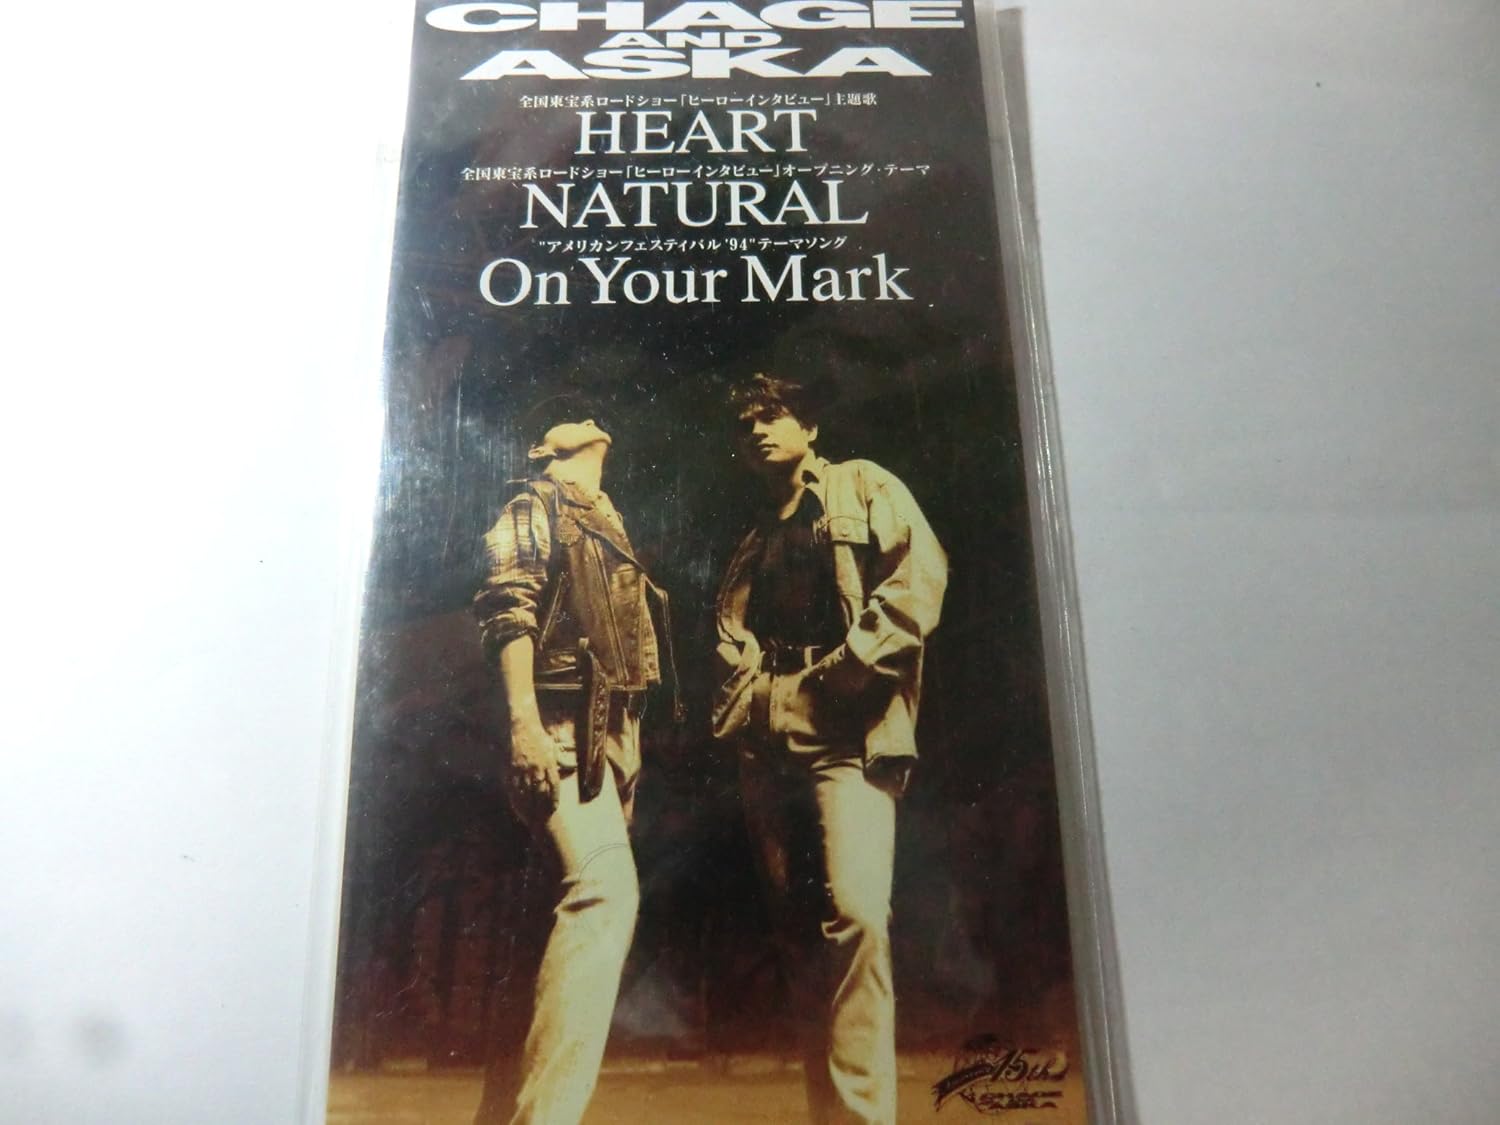 CHAGE
AND
ASKA
全国東宝系ロードショー「ヒーローインタビュー」主題歌
HEART
全国東宝系ロードショー「ヒーローインタビュー」オープニング・テーマ
NATURAL
"アメリカンフェスティバル '94"テーマソング
On Your Mark
15th
ASKA